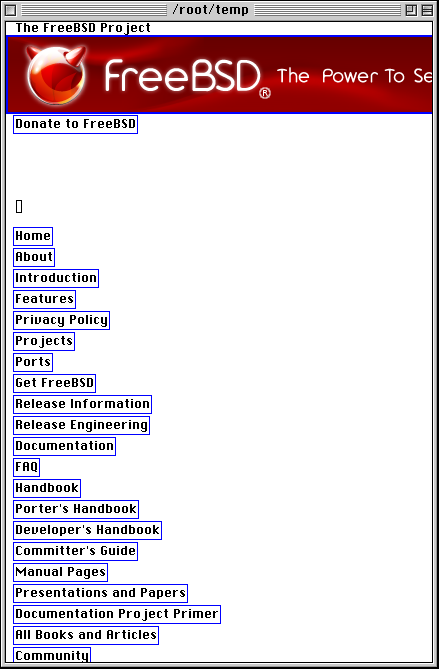 /root/temp
The FreeBSD Project
FreeBSD® The Power To Se
Donate to FreeBSD
Home
About
Introduction
Features
Privacy Policy
Projects
Ports
Get FreeBSD
Release Information
Release Engineering
Documentation
FAQ
Handbook
Porter's Handbook
Developer's Handbook
Committer's Guide
Manual Pages
Presentations and Papers
Documentation Project Primer
All Books and Articles
Community